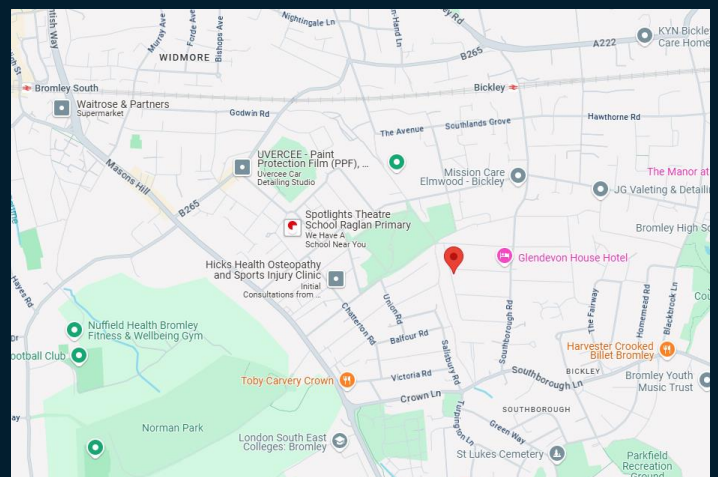 Nightingale Ln
Murray Ave
Forde Ave
Bishops Ave
WIDMORE
B265
A222
KYN Bickley
Care Home
Bromley South
Waitrose & Partners
Supermarket
Godwin Rd
Bickley
Hawthorne Rd
The Avenue
Southlands Grove
Masons Hill
UVERCEE - Paint
Protection Film (PPF), ...
Uvercee Car
Detailing Studio
Mission Care
Elmwood - Bickley
The Manor at
JG Valeting & Detaili
B265
Spotlights Theatre
School Raglan Primary
We Have A
School Near You
Bromley High Sc
Hicks Health Osteopathy
and Sports Injury Clinic
Initial
Consultations from ...
Glendevon House Hotel
Hayes Rd
Chatterton Rd
Union Rd
Salisbury Rd
Southborough Rd
The Fairway
Homemead Rd
Blackbrook Ln
Nuffield Health Bromley
Fitness & Wellbeing Gym
ootball Club
Balfour Rd
Harvester Crooked
Billet Bromley
Toby Carvery Crown
Victoria Rd
Crown Ln
Southborough Ln
BICKLEY
Bromley Youth
Music Trust
SOUTHBOROUGH
Turpington Ln
Green Way
Norman Park
London South East
Colleges: Bromley
St Lukes Cemetery
Parkfield
Recreation
Ground